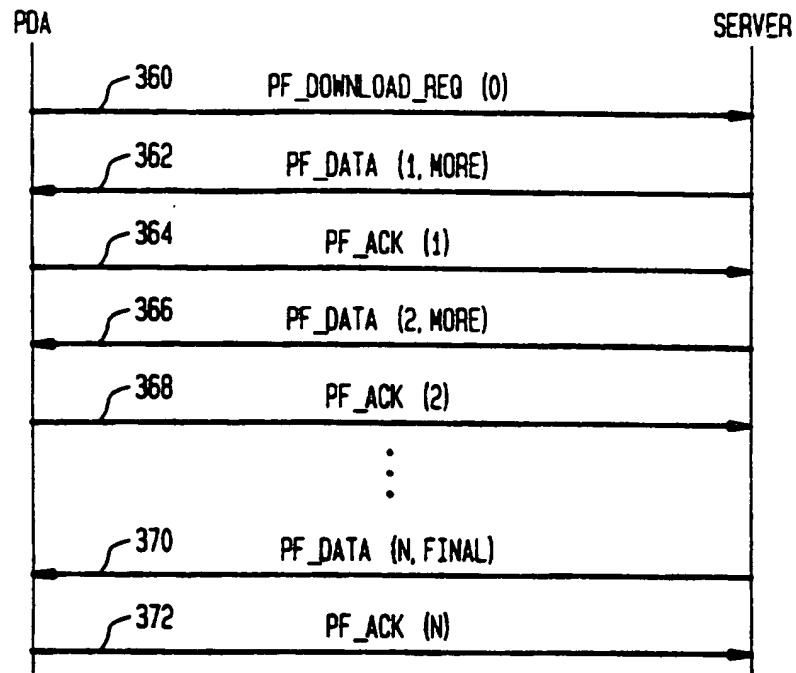 PDA SERVER
360 PF_DOWNLOAD_REQ (0)
362 PF_DATA (1, MORE)
364 PF_ACK (1)
366 PF_DATA (2, MORE)
368 PF_ACK (2)
370 PF_DATA (N, FINAL)
372 PF_ACK (N)